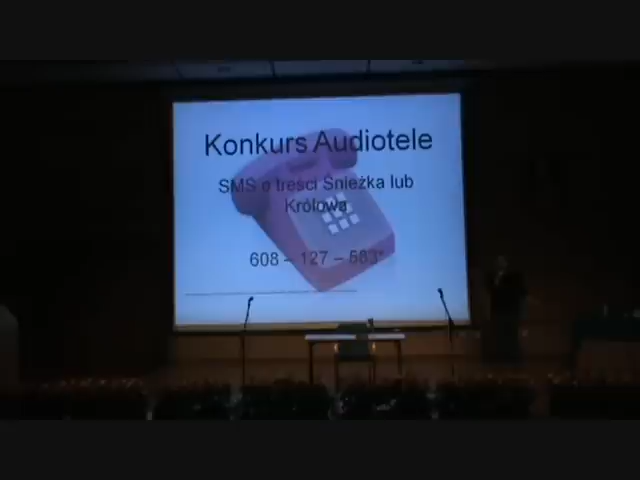 Konkurs Audiotele
SMS o treści Śnieżka lub
Królowa
608 – 127 – 583*